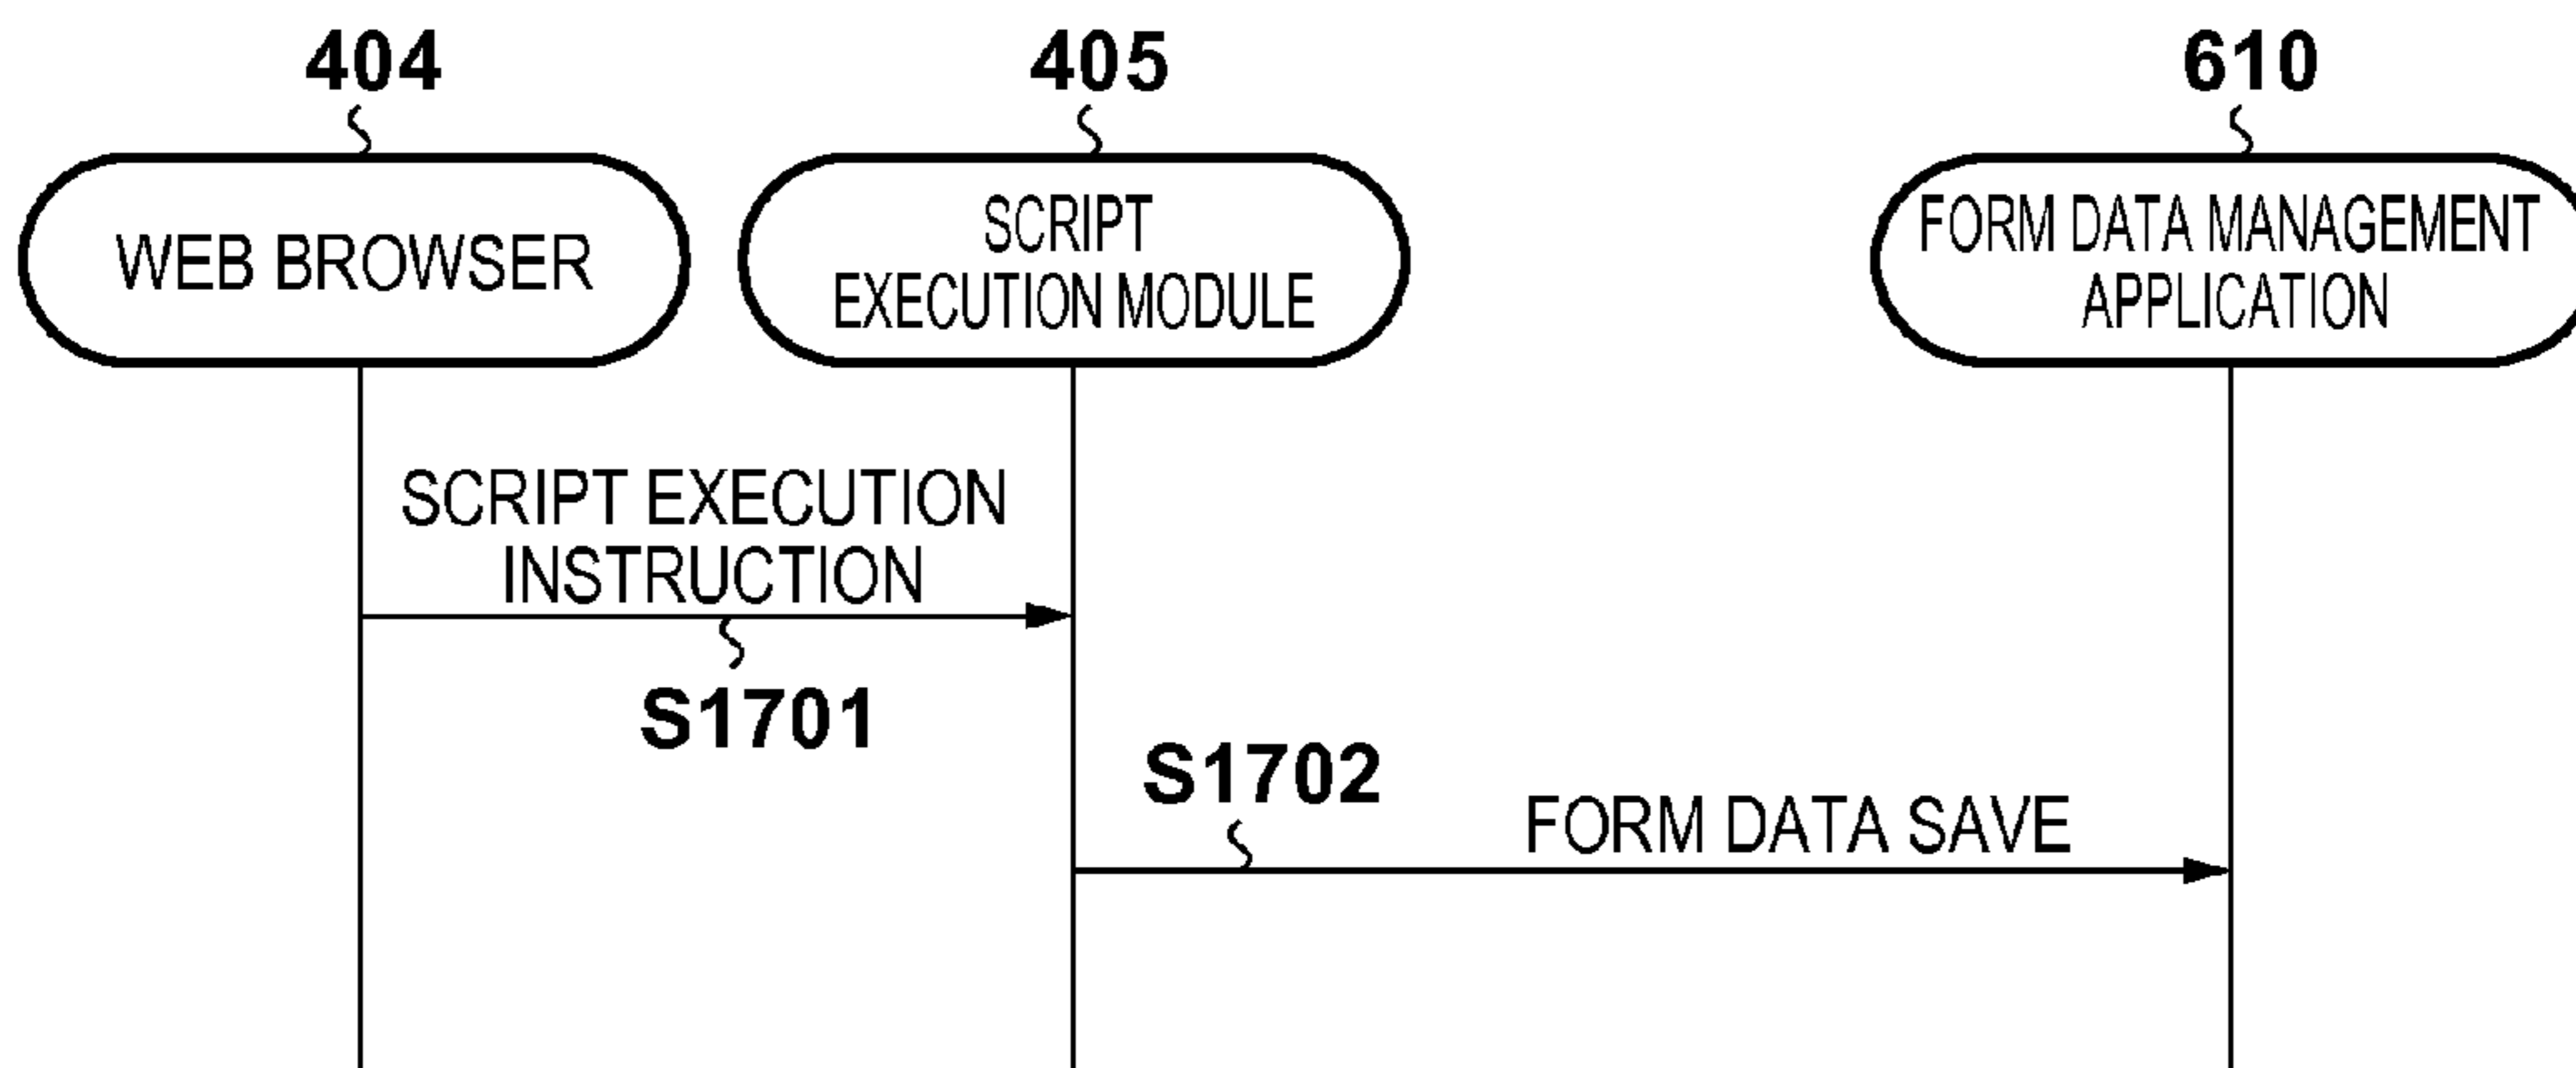 404
405
610
WEB BROWSER
SCRIPT
EXECUTION MODULE
FORM DATA MANAGEMENT
APPLICATION
SCRIPT EXECUTION
INSTRUCTION
S1701
S1702
FORM DATA SAVE